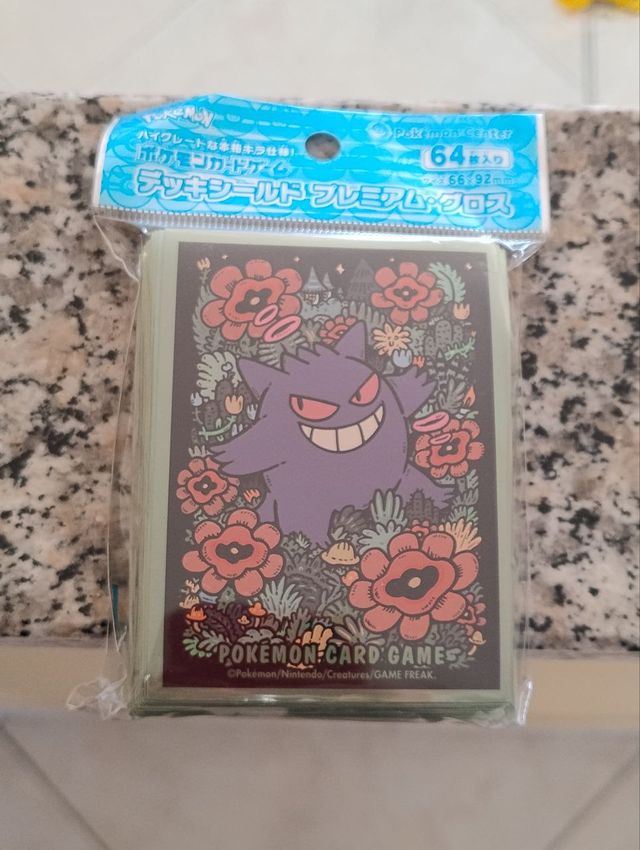 POKÉMON
Pokémon Center
ハイグレードな本格キラ仕様!
ポケモンカードゲーム
64枚入り
デッキシールド プレミアム・グロス
サイズ 66×92mm
POKÉMON CARD GAME
©Pokémon/Nintendo/Creatures/GAME FREAK.